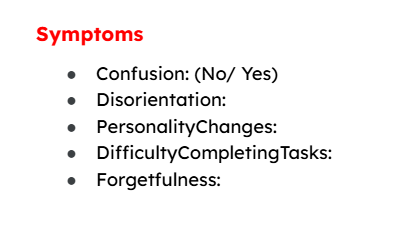 Symptoms
● Confusion: (No/ Yes)
● Disorientation:
● PersonalityChanges:
● DifficultyCompletingTasks:
● Forgetfulness: